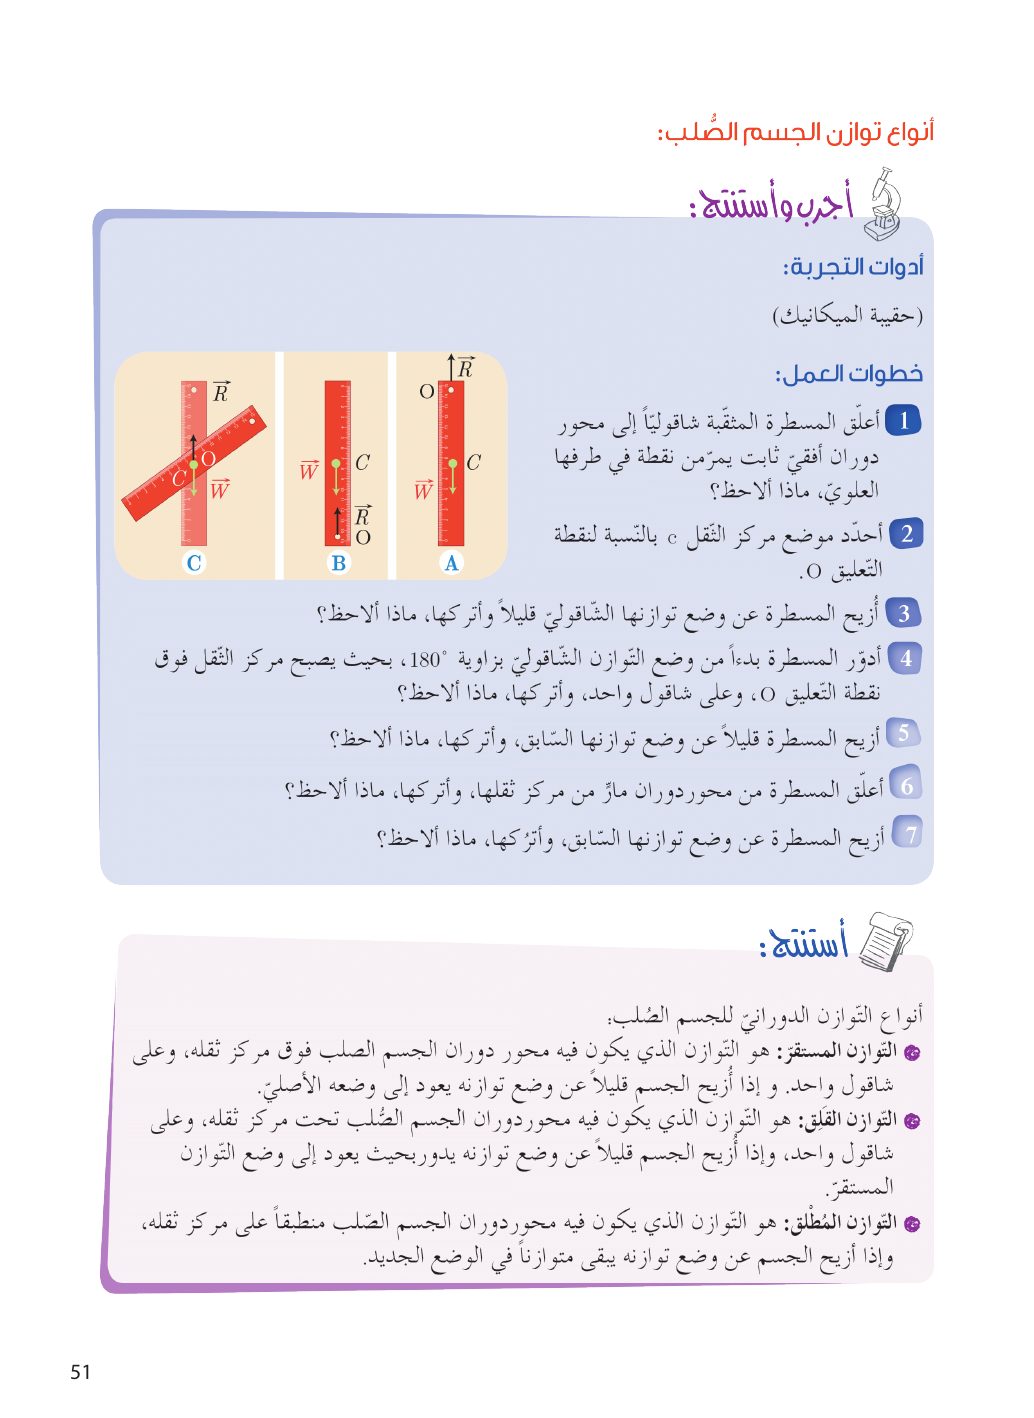 أنواع توازن الجسم الصُّلب:
أجرب وأستنتج:
أدوات التجربة:
(حقيبة الميكانيك)
خطوات العمل:
1 أعلّق المسطرة المثقّبة شاقوليّاً إلى محور
دوران أفقيّ ثابت يمرّمن نقطة في طرفها
العلويّ، ماذا ألاحظ؟
2 أحدّد موضع مركز الثّقل c بالنّسبة لنقطة
التّعليق O.
R
O
C
W
A
C
W
R
O
B
R
O
C
W
C
3 أُزيح المسطرة عن وضع توازنها الشّاقوليّ قليلاً وأتركها، ماذا ألاحظ؟
4 أدوّر المسطرة بدءاً من وضع التّوازن الشّاقوليّ بزاوية 180°، بحيث يصبح مركز الثّقل فوق
نقطة التّعليق O، وعلى شاقول واحد، وأتركها، ماذا ألاحظ؟
5 أزيح المسطرة قليلاً عن وضع توازنها السّابق، وأتركها، ماذا ألاحظ؟
6 أعلّق المسطرة من محوردوران مارٍّ من مركز ثقلها، وأتركها، ماذا ألاحظ؟
7 أزيح المسطرة عن وضع توازنها السّابق، وأترُكها، ماذا ألاحظ؟
أستنتج:
أنواع التّوازن الدورانيّ للجسم الصُلب:
التّوازن المستقرّ: هو التّوازن الذي يكون فيه محور دوران الجسم الصلب فوق مركز ثقله، وعلى
شاقول واحد. و إذا أُزيح الجسم قليلاً عن وضع توازنه يعود إلى وضعه الأصليّ.
التّوازن القَلِق: هو التّوازن الذي يكون فيه محوردوران الجسم الصُّلب تحت مركز ثقله، وعلى
شاقول واحد، وإذا أُزيح الجسم قليلاً عن وضع توازنه يدوربحيث يعود إلى وضع التّوازن
المستقرّ.
التّوازن المُطْلق: هو التّوازن الذي يكون فيه محوردوران الجسم الصّلب منطبقاً على مركز ثقله،
وإذا أزيح الجسم عن وضع توازنه يبقى متوازناً في الوضع الجديد.
51